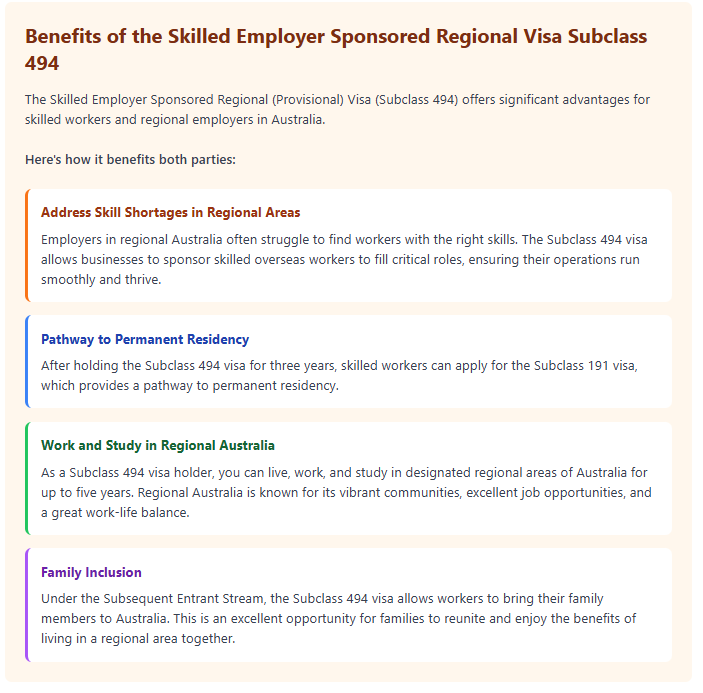 Benefits of the Skilled Employer Sponsored Regional Visa Subclass
494
The Skilled Employer Sponsored Regional (Provisional) Visa (Subclass 494) offers significant advantages for
skilled workers and regional employers in Australia.
Here's how it benefits both parties:
Address Skill Shortages in Regional Areas
Employers in regional Australia often struggle to find workers with the right skills. The Subclass 494 visa
allows businesses to sponsor skilled overseas workers to fill critical roles, ensuring their operations run
smoothly and thrive.
Pathway to Permanent Residency
After holding the Subclass 494 visa for three years, skilled workers can apply for the Subclass 191 visa,
which provides a pathway to permanent residency.
Work and Study in Regional Australia
As a Subclass 494 visa holder, you can live, work, and study in designated regional areas of Australia for
up to five years. Regional Australia is known for its vibrant communities, excellent job opportunities, and
a great work-life balance.
Family Inclusion
Under the Subsequent Entrant Stream, the Subclass 494 visa allows workers to bring their family
members to Australia. This is an excellent opportunity for families to reunite and enjoy the benefits of
living in a regional area together.